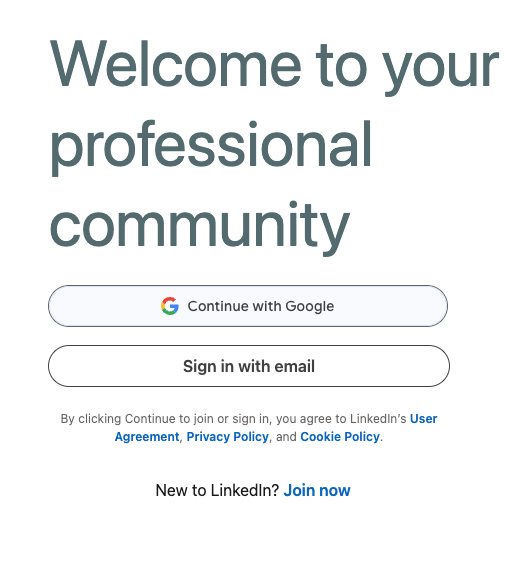 Welcome to your
professional
community
Continue with Google
Sign in with email
By clicking Continue to join or sign in, you agree to LinkedIn’s User
Agreement, Privacy Policy, and Cookie Policy.
New to LinkedIn? Join now